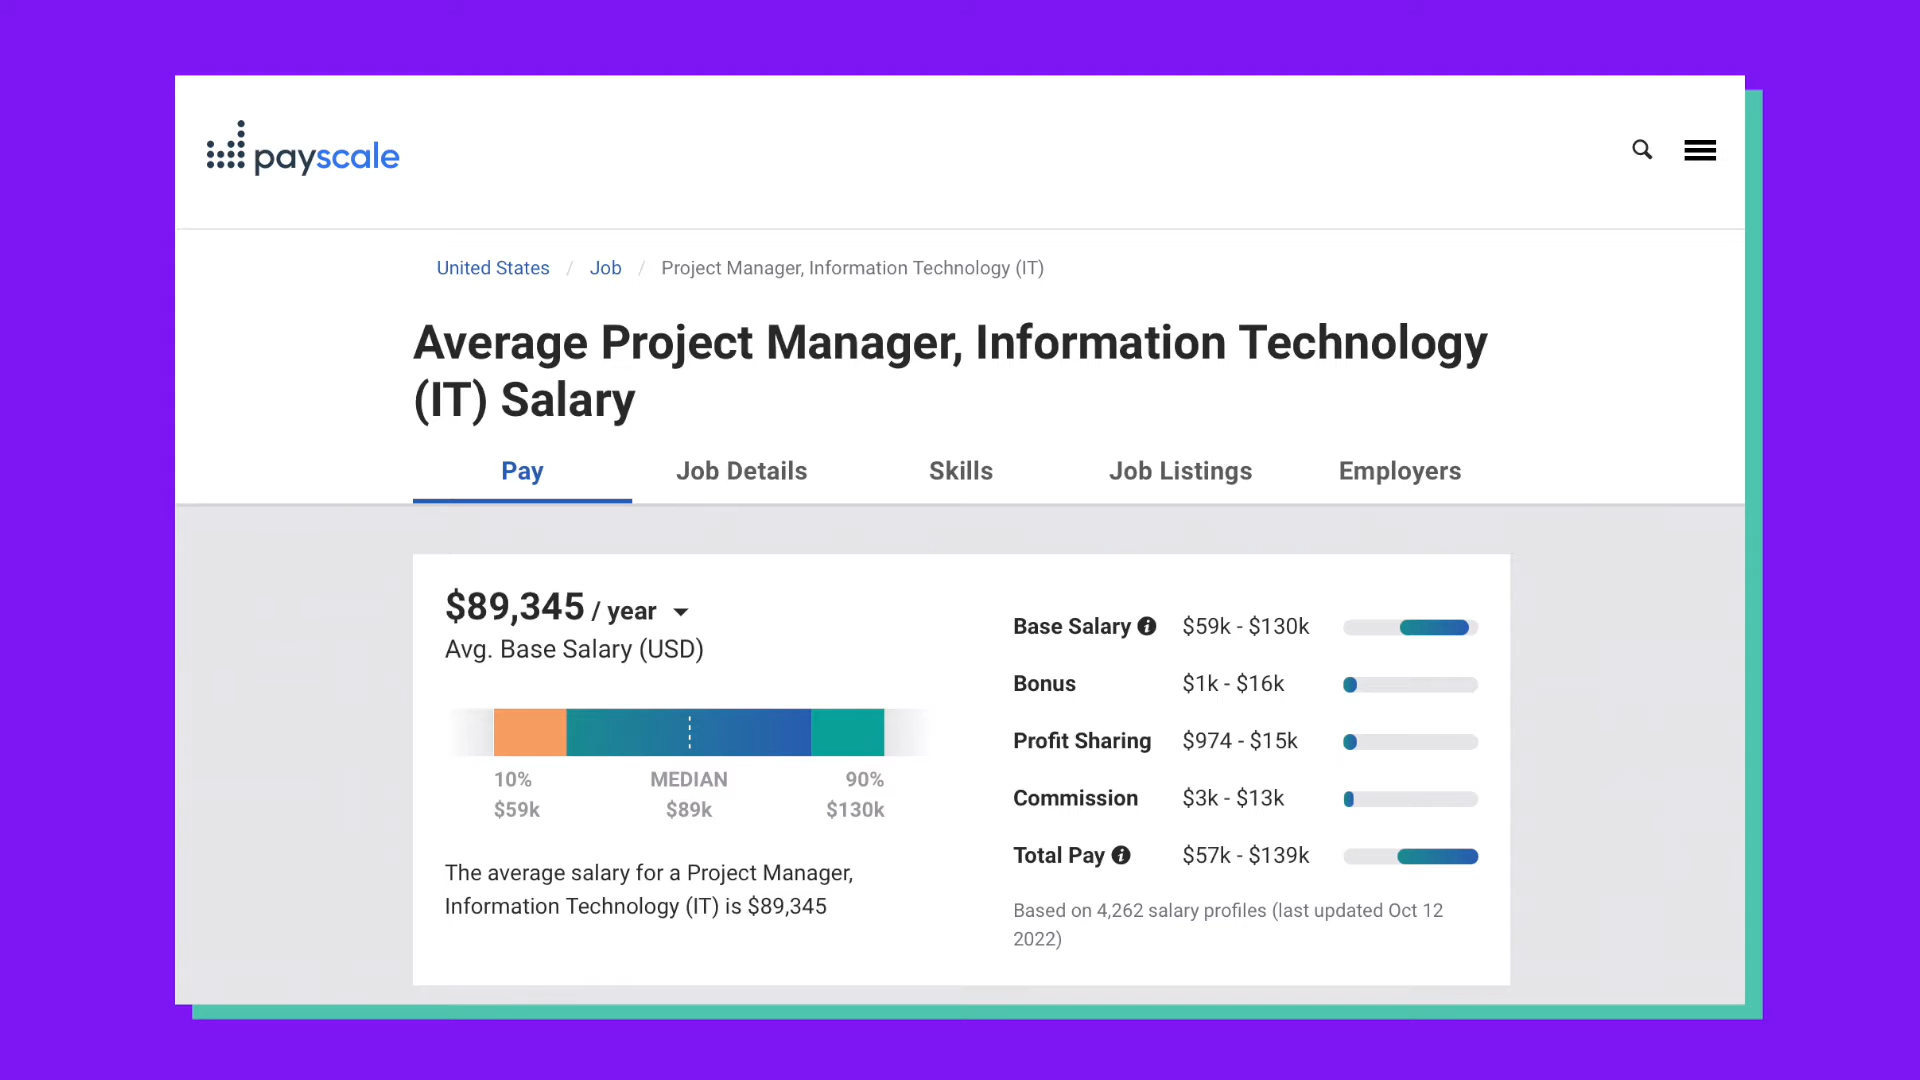 payscale
United States / Job / Project Manager, Information Technology (IT)
Average Project Manager, Information Technology
(IT) Salary
Pay Job Details Skills Job Listings Employers
$89,345 / year
Avg. Base Salary (USD)
10% MEDIAN 90%
$59k $89k $130k
The average salary for a Project Manager,
Information Technology (IT) is $89,345
Base Salary $59k - $130k
Bonus $1k - $16k
Profit Sharing $974 - $15k
Commission $3k - $13k
Total Pay $57k - $139k
Based on 4,262 salary profiles (last updated Oct 12
2022)